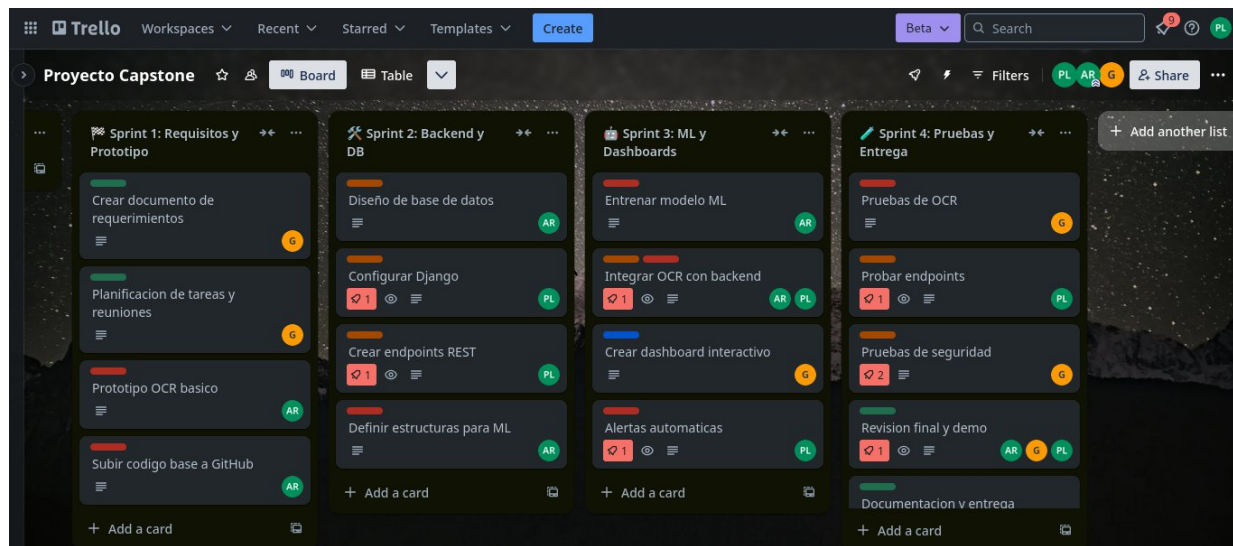 Trello Workspaces Recent Starred Templates Create Beta Search 9 PL
Proyecto Capstone Board Table Filters PL AR G Share
Sprint 1: Requisitos y
Prototipo
Crear documento de
requerimientos
G
Planificacion de tareas y
reuniones
G
Prototipo OCR basico
AR
Subir codigo base a GitHub
AR
+ Add a card
Sprint 2: Backend y
DB
Diseño de base de datos
AR
Configurar Django
1 PL
Crear endpoints REST
1 PL
Definir estructuras para ML
AR
+ Add a card
Sprint 3: ML y
Dashboards
Entrenar modelo ML
AR
Integrar OCR con backend
1 AR PL
Crear dashboard interactivo
G
Alertas automaticas
1 PL
+ Add a card
Sprint 4: Pruebas y
Entrega
Pruebas de OCR
G
Probar endpoints
1 PL
Pruebas de seguridad
2 G
Revision final y demo
1 AR G PL
Documentacion y entrega
+ Add a card
+ Add another list